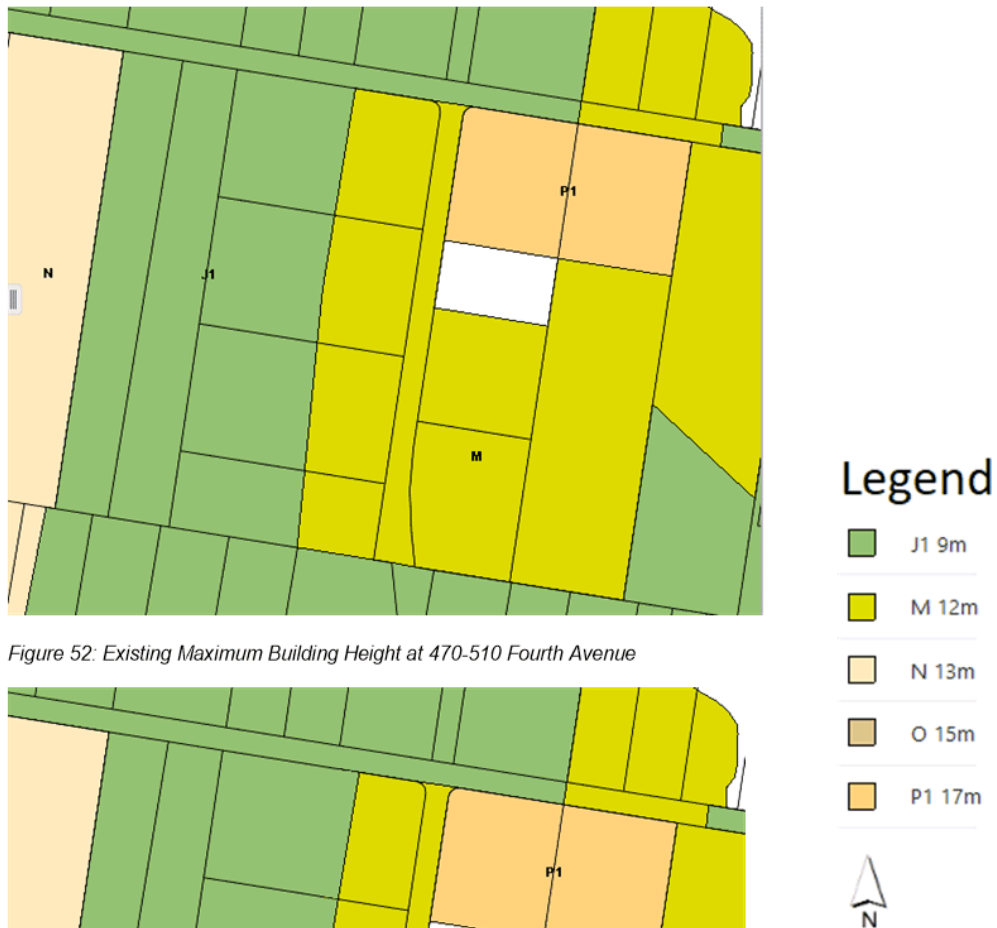 P1
N
J1
M
Figure 52: Existing Maximum Building Height at 470-510 Fourth Avenue
P1
Legend
J1 9m
M 12m
N 13m
O 15m
P1 17m
N